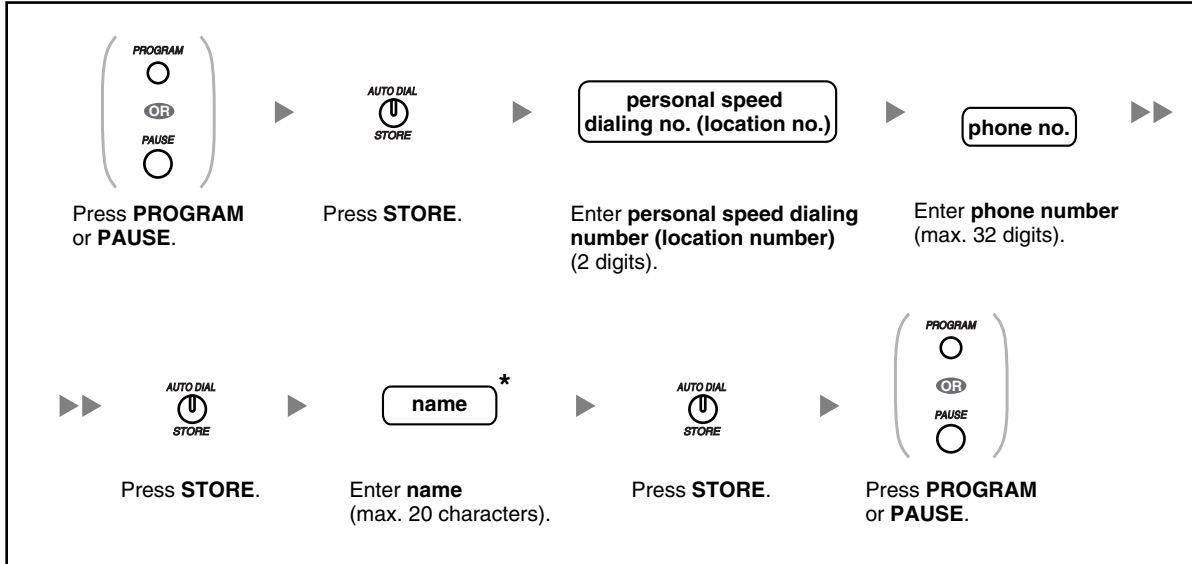 PROGRAM
OR
PAUSE
Press PROGRAM
or PAUSE.
AUTO DIAL
STORE
Press STORE.
personal speed
dialing no. (location no.)
Enter personal speed dialing
number (location number)
(2 digits).
phone no.
Enter phone number
(max. 32 digits).
AUTO DIAL
STORE
Press STORE.
name *
Enter name
(max. 20 characters).
AUTO DIAL
STORE
Press STORE.
PROGRAM
OR
PAUSE
Press PROGRAM
or PAUSE.